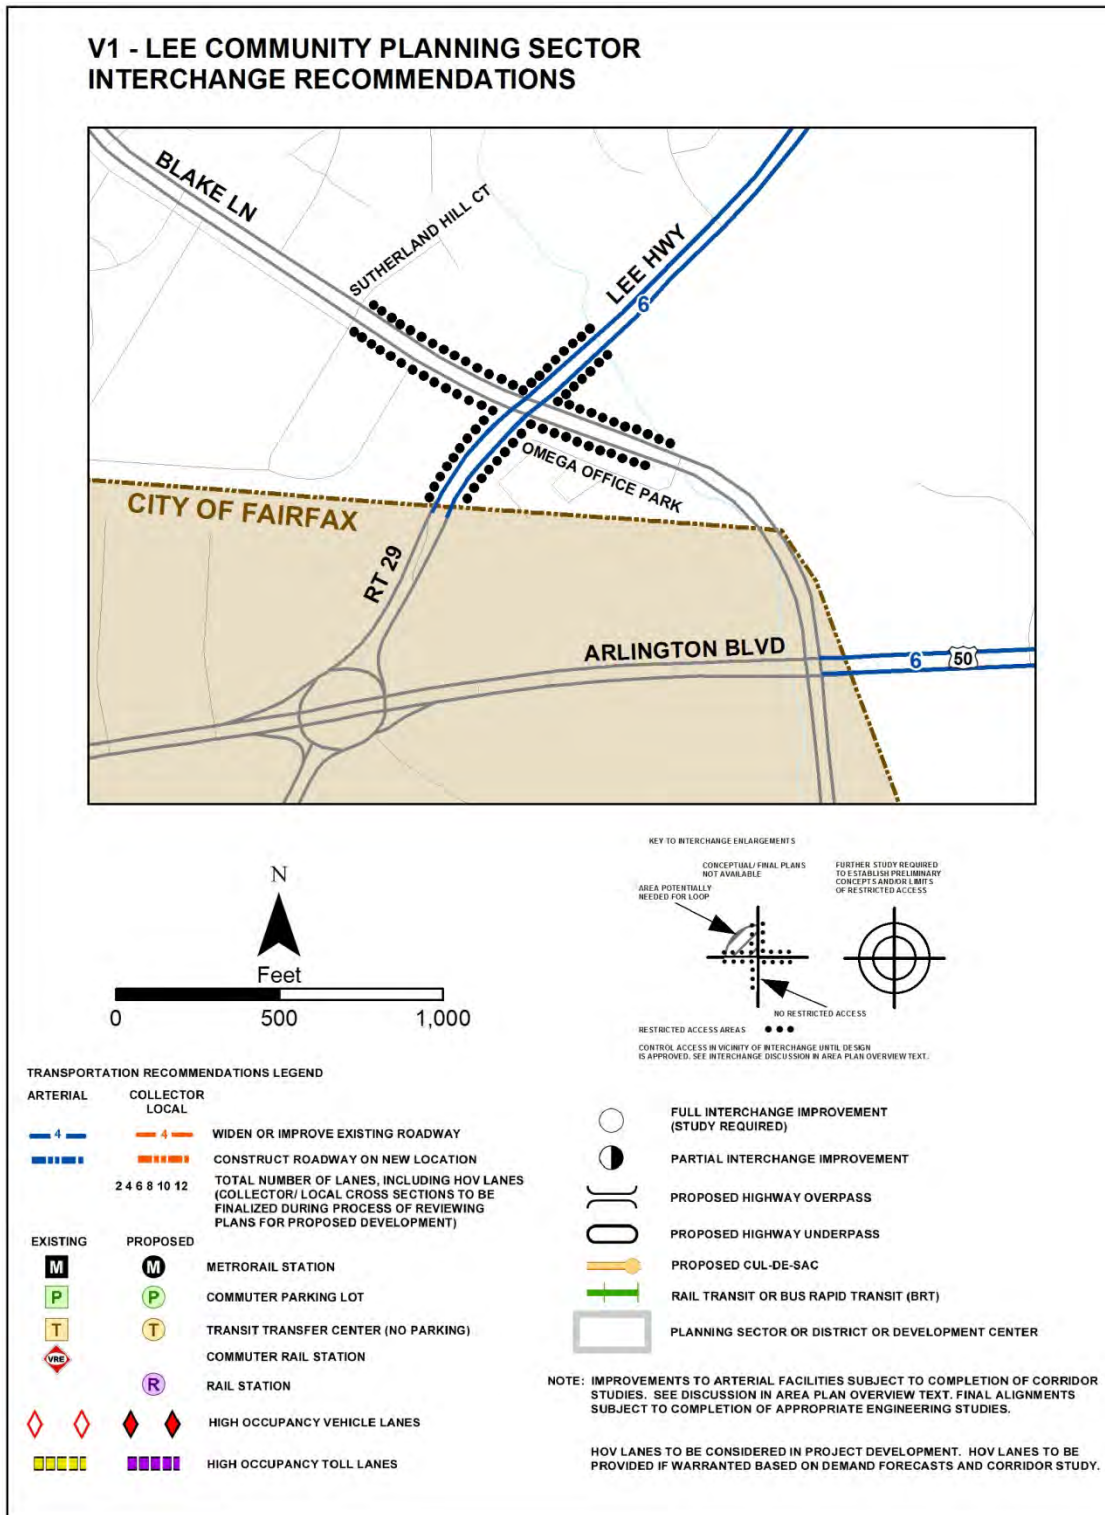 V1 - LEE COMMUNITY PLANNING SECTOR
INTERCHANGE RECOMMENDATIONS
BLAKE LN
SUTHERLAND HILL CT
LEE HWY
6
OMEGA OFFICE PARK
CITY OF FAIRFAX
RT 29
ARLINGTON BLVD
6
50
N
Feet
0 500 1,000
KEY TO INTERCHANGE ENLARGEMENTS
CONCEPTUAL/ FINAL PLANS
NOT AVAILABLE
AREA POTENTIALLY
NEEDED FOR LOOP
FURTHER STUDY REQUIRED
TO ESTABLISH PRELIMINARY
CONCEPTS AND/OR LIMITS
OF RESTRICTED ACCESS
NO RESTRICTED ACCESS
RESTRICTED ACCESS AREAS
CONTROL ACCESS IN VICINITY OF INTERCHANGE UNTIL DESIGN
IS APPROVED. SEE INTERCHANGE DISCUSSION IN AREA PLAN OVERVIEW TEXT.
TRANSPORTATION RECOMMENDATIONS LEGEND
ARTERIAL COLLECTOR
LOCAL
4 4 WIDEN OR IMPROVE EXISTING ROADWAY
CONSTRUCT ROADWAY ON NEW LOCATION
2 4 6 8 10 12 TOTAL NUMBER OF LANES, INCLUDING HOV LANES
(COLLECTOR/ LOCAL CROSS SECTIONS TO BE
FINALIZED DURING PROCESS OF REVIEWING
PLANS FOR PROPOSED DEVELOPMENT)
EXISTING PROPOSED
M M METRORAIL STATION
P P COMMUTER PARKING LOT
T T TRANSIT TRANSFER CENTER (NO PARKING)
VRE COMMUTER RAIL STATION
R RAIL STATION
HIGH OCCUPANCY VEHICLE LANES
HIGH OCCUPANCY TOLL LANES
FULL INTERCHANGE IMPROVEMENT
(STUDY REQUIRED)
PARTIAL INTERCHANGE IMPROVEMENT
PROPOSED HIGHWAY OVERPASS
PROPOSED HIGHWAY UNDERPASS
PROPOSED CUL-DE-SAC
RAIL TRANSIT OR BUS RAPID TRANSIT (BRT)
PLANNING SECTOR OR DISTRICT OR DEVELOPMENT CENTER
NOTE: IMPROVEMENTS TO ARTERIAL FACILITIES SUBJECT TO COMPLETION OF CORRIDOR
STUDIES. SEE DISCUSSION IN AREA PLAN OVERVIEW TEXT. FINAL ALIGNMENTS
SUBJECT TO COMPLETION OF APPROPRIATE ENGINEERING STUDIES.
HOV LANES TO BE CONSIDERED IN PROJECT DEVELOPMENT. HOV LANES TO BE
PROVIDED IF WARRANTED BASED ON DEMAND FORECASTS AND CORRIDOR STUDY.